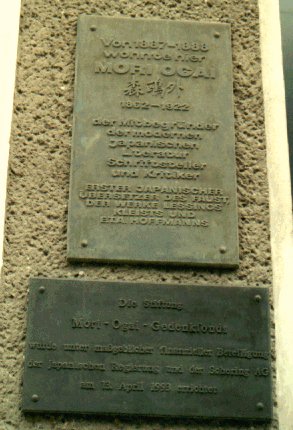 Von 1887-1888
wohnte hier
MORI OGAI
森鷗外
1862-1922
der Mitbegründer
der modernen
japanischen
Literatur
Schriftsteller
und Kritiker
ERSTER JAPANISCHER
ÜBERSETZER DES FAUST,
DER WERKE LESSINGS
KLEISTS UND
E.T.A. HOFFMANNS
Die Stiftung
Mori-Ogai-Gedenkfonds
wurde unter maßgeblicher finanzieller Beteiligung
der japanischen Regierung und der Schering AG
am 13. April 1993 errichtet